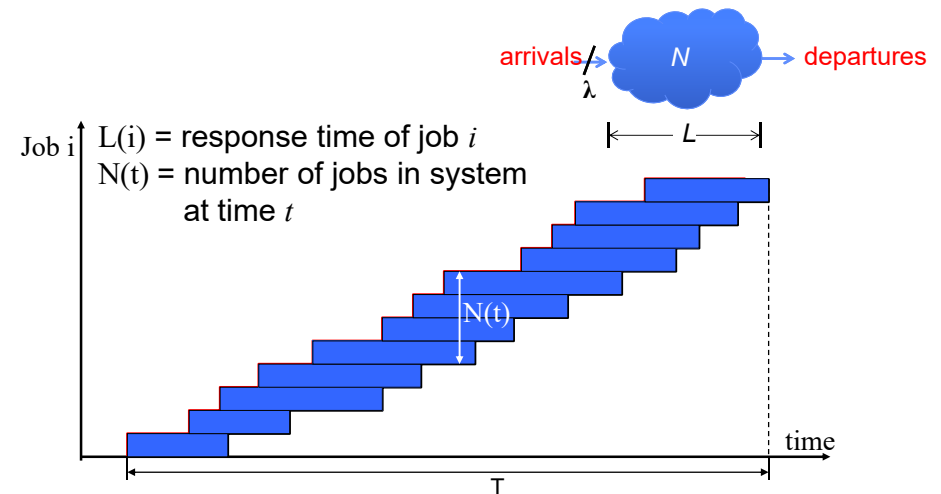 arrivals
N
departures
λ
L
Job i
L(i) = response time of job i
N(t) = number of jobs in system
at time t
N(t)
time
T